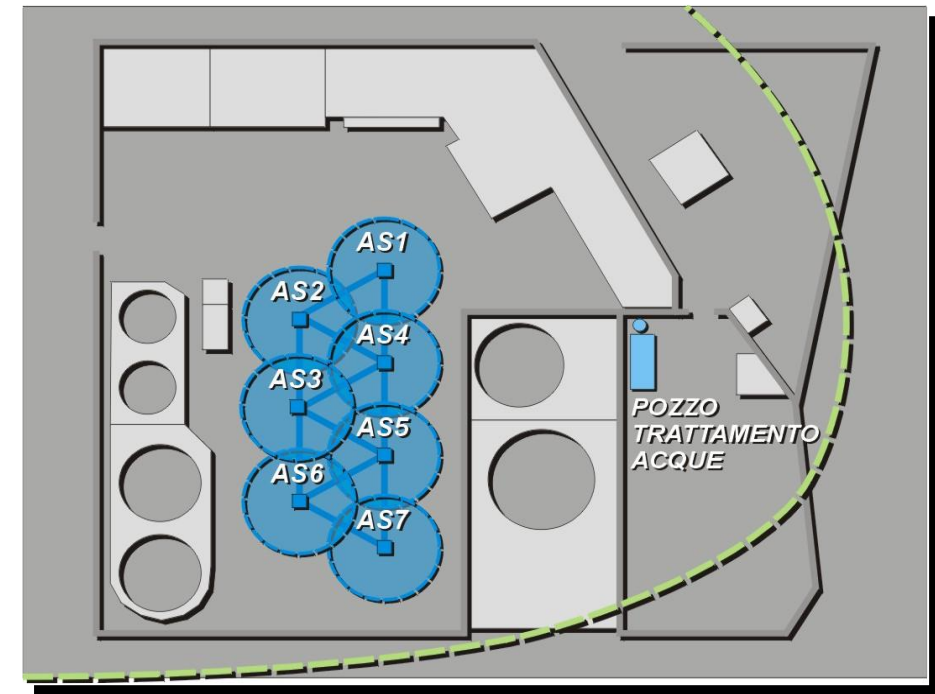 AS1
AS2
AS4
AS3
AS5
AS6
AS7
POZZO
TRATTAMENTO
ACQUE